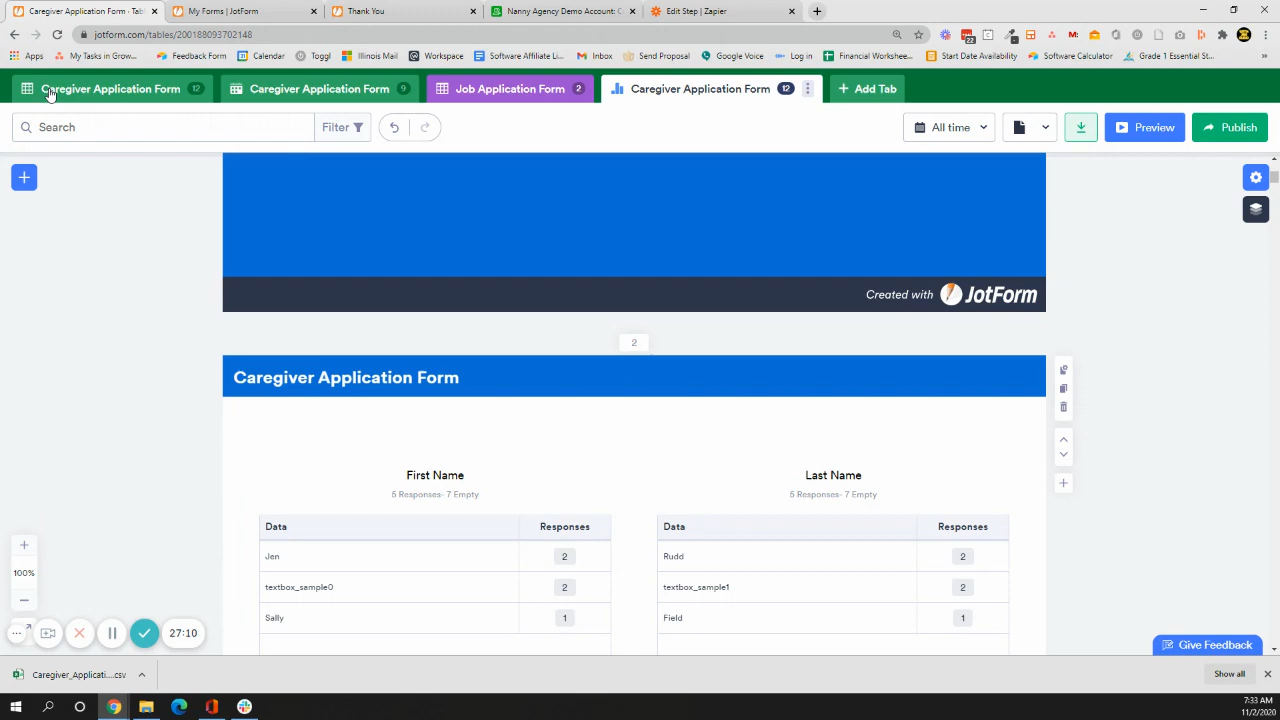 Caregiver Application Form - Tabl
My Forms | JotForm
Thank You
Nanny Agency Demo Account: Ca
Edit Step | Zapier
jotform.com/tables/200188093702148
22
Apps
My Tasks in Grow...
Feedback Form
Calendar
Toggl
Illinois Mail
Workspace
Software Affiliate Li...
Inbox
Send Proposal
Google Voice
Log in
Financial Workshee...
Start Date Availability
Software Calculator
Grade 1 Essential St...
»
Caregiver Application Form 12
Caregiver Application Form 9
Job Application Form 2
Caregiver Application Form 12
+ Add Tab
Search
Filter
All time
Preview
Publish
Created with JotForm
2
Caregiver Application Form
First Name
Last Name
5 Responses- 7 Empty
5 Responses- 7 Empty
Data Responses
Data Responses
Jen 2
Rudd 2
textbox_sample0 2
textbox_sample1 2
Sally 1
Field 1
100%
27:10
Give Feedback
Caregiver_Applicati....csv
Show all
7:33 AM
11/2/2020